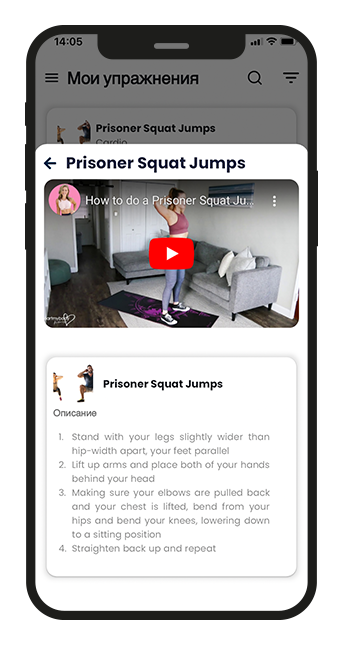 14:05
Мои упражнения
Prisoner Squat Jumps
Cardio
Prisoner Squat Jumps
How to do a Prisoner Squat Ju...
Prisoner Squat Jumps
Описание
1. Stand with your legs slightly wider than
hip-width apart, your feet parallel
2. Lift up arms and place both of your hands
behind your head
3. Making sure your elbows are pulled back
and your chest is lifted, bend from your
hips and bend your knees, lowering down
to a sitting position
4. Straighten back up and repeat